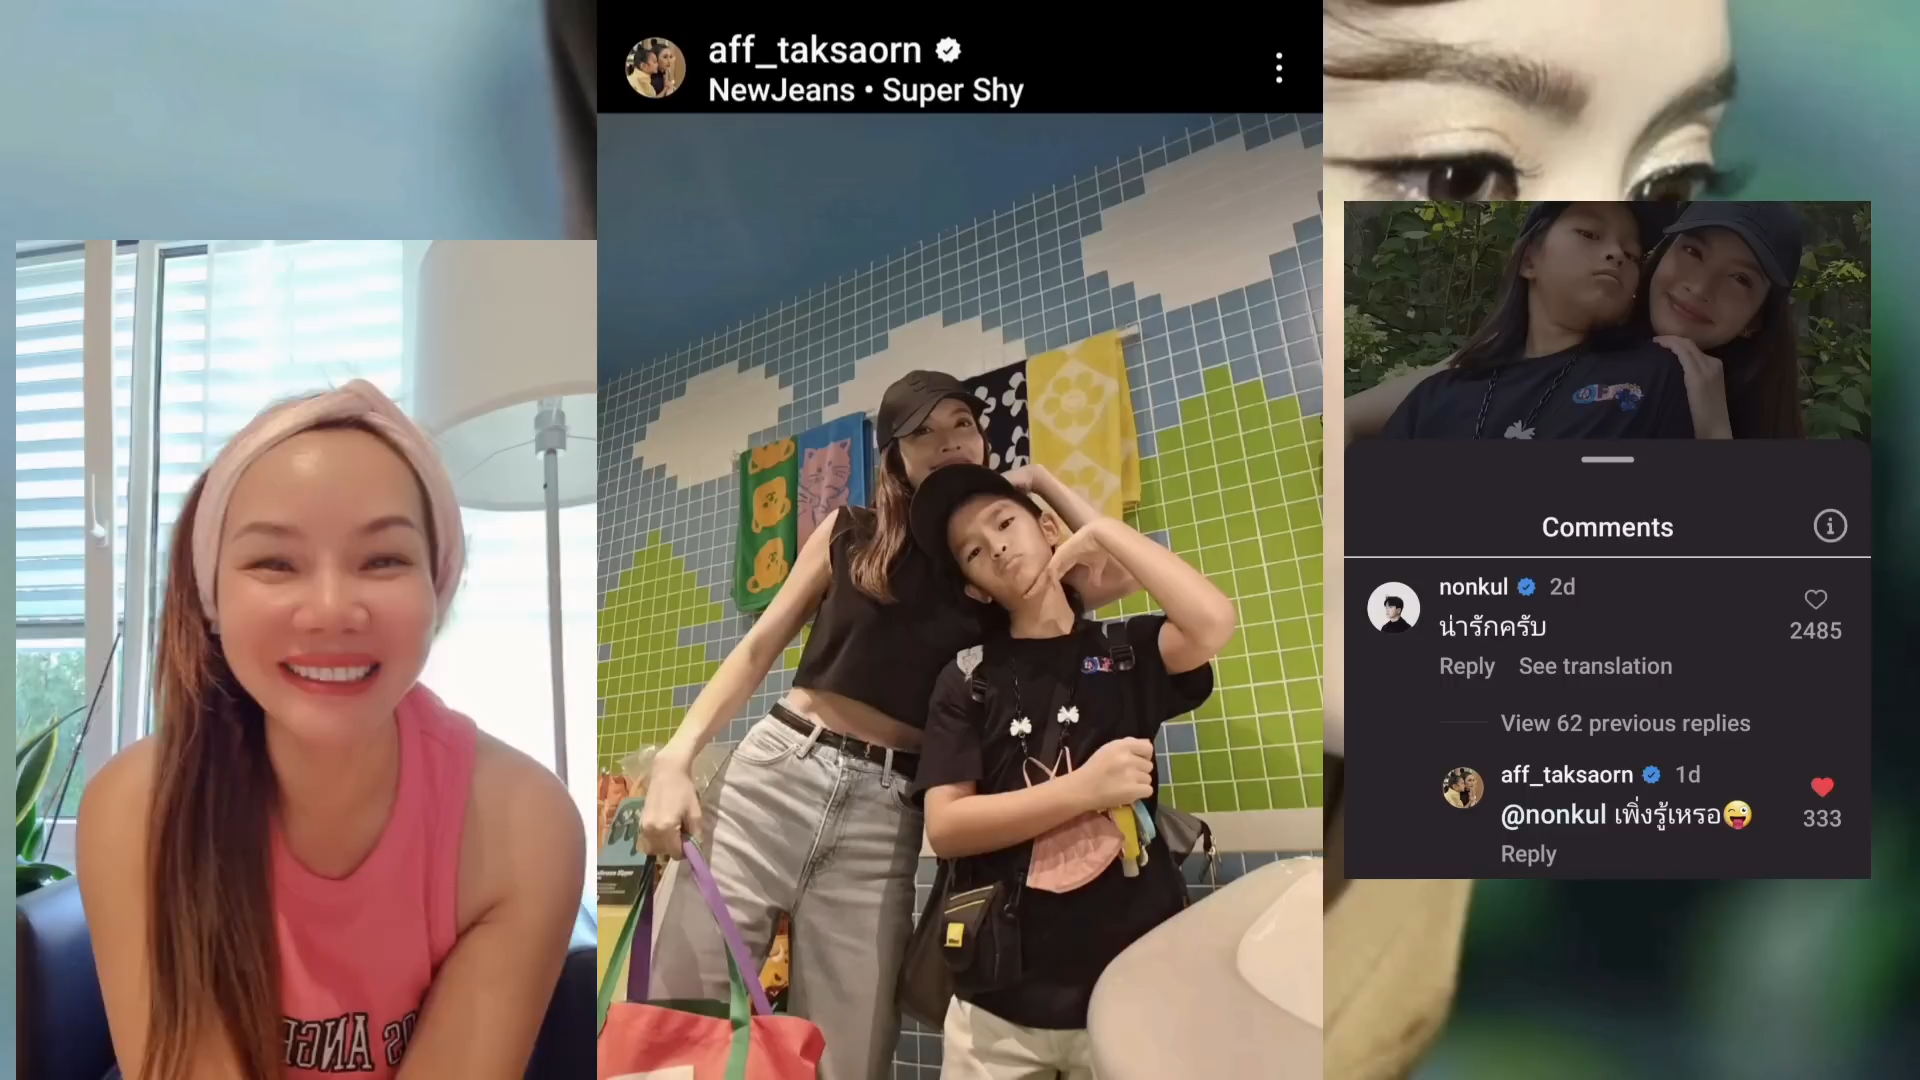 aff_taksaorn
NewJeans • Super Shy
Comments
nonkul 2d
น่ารักครับ
2485
Reply See translation
View 62 previous replies
aff_taksaorn 1d
@nonkul เพิ่งรู้เหรอ😜
333
Reply